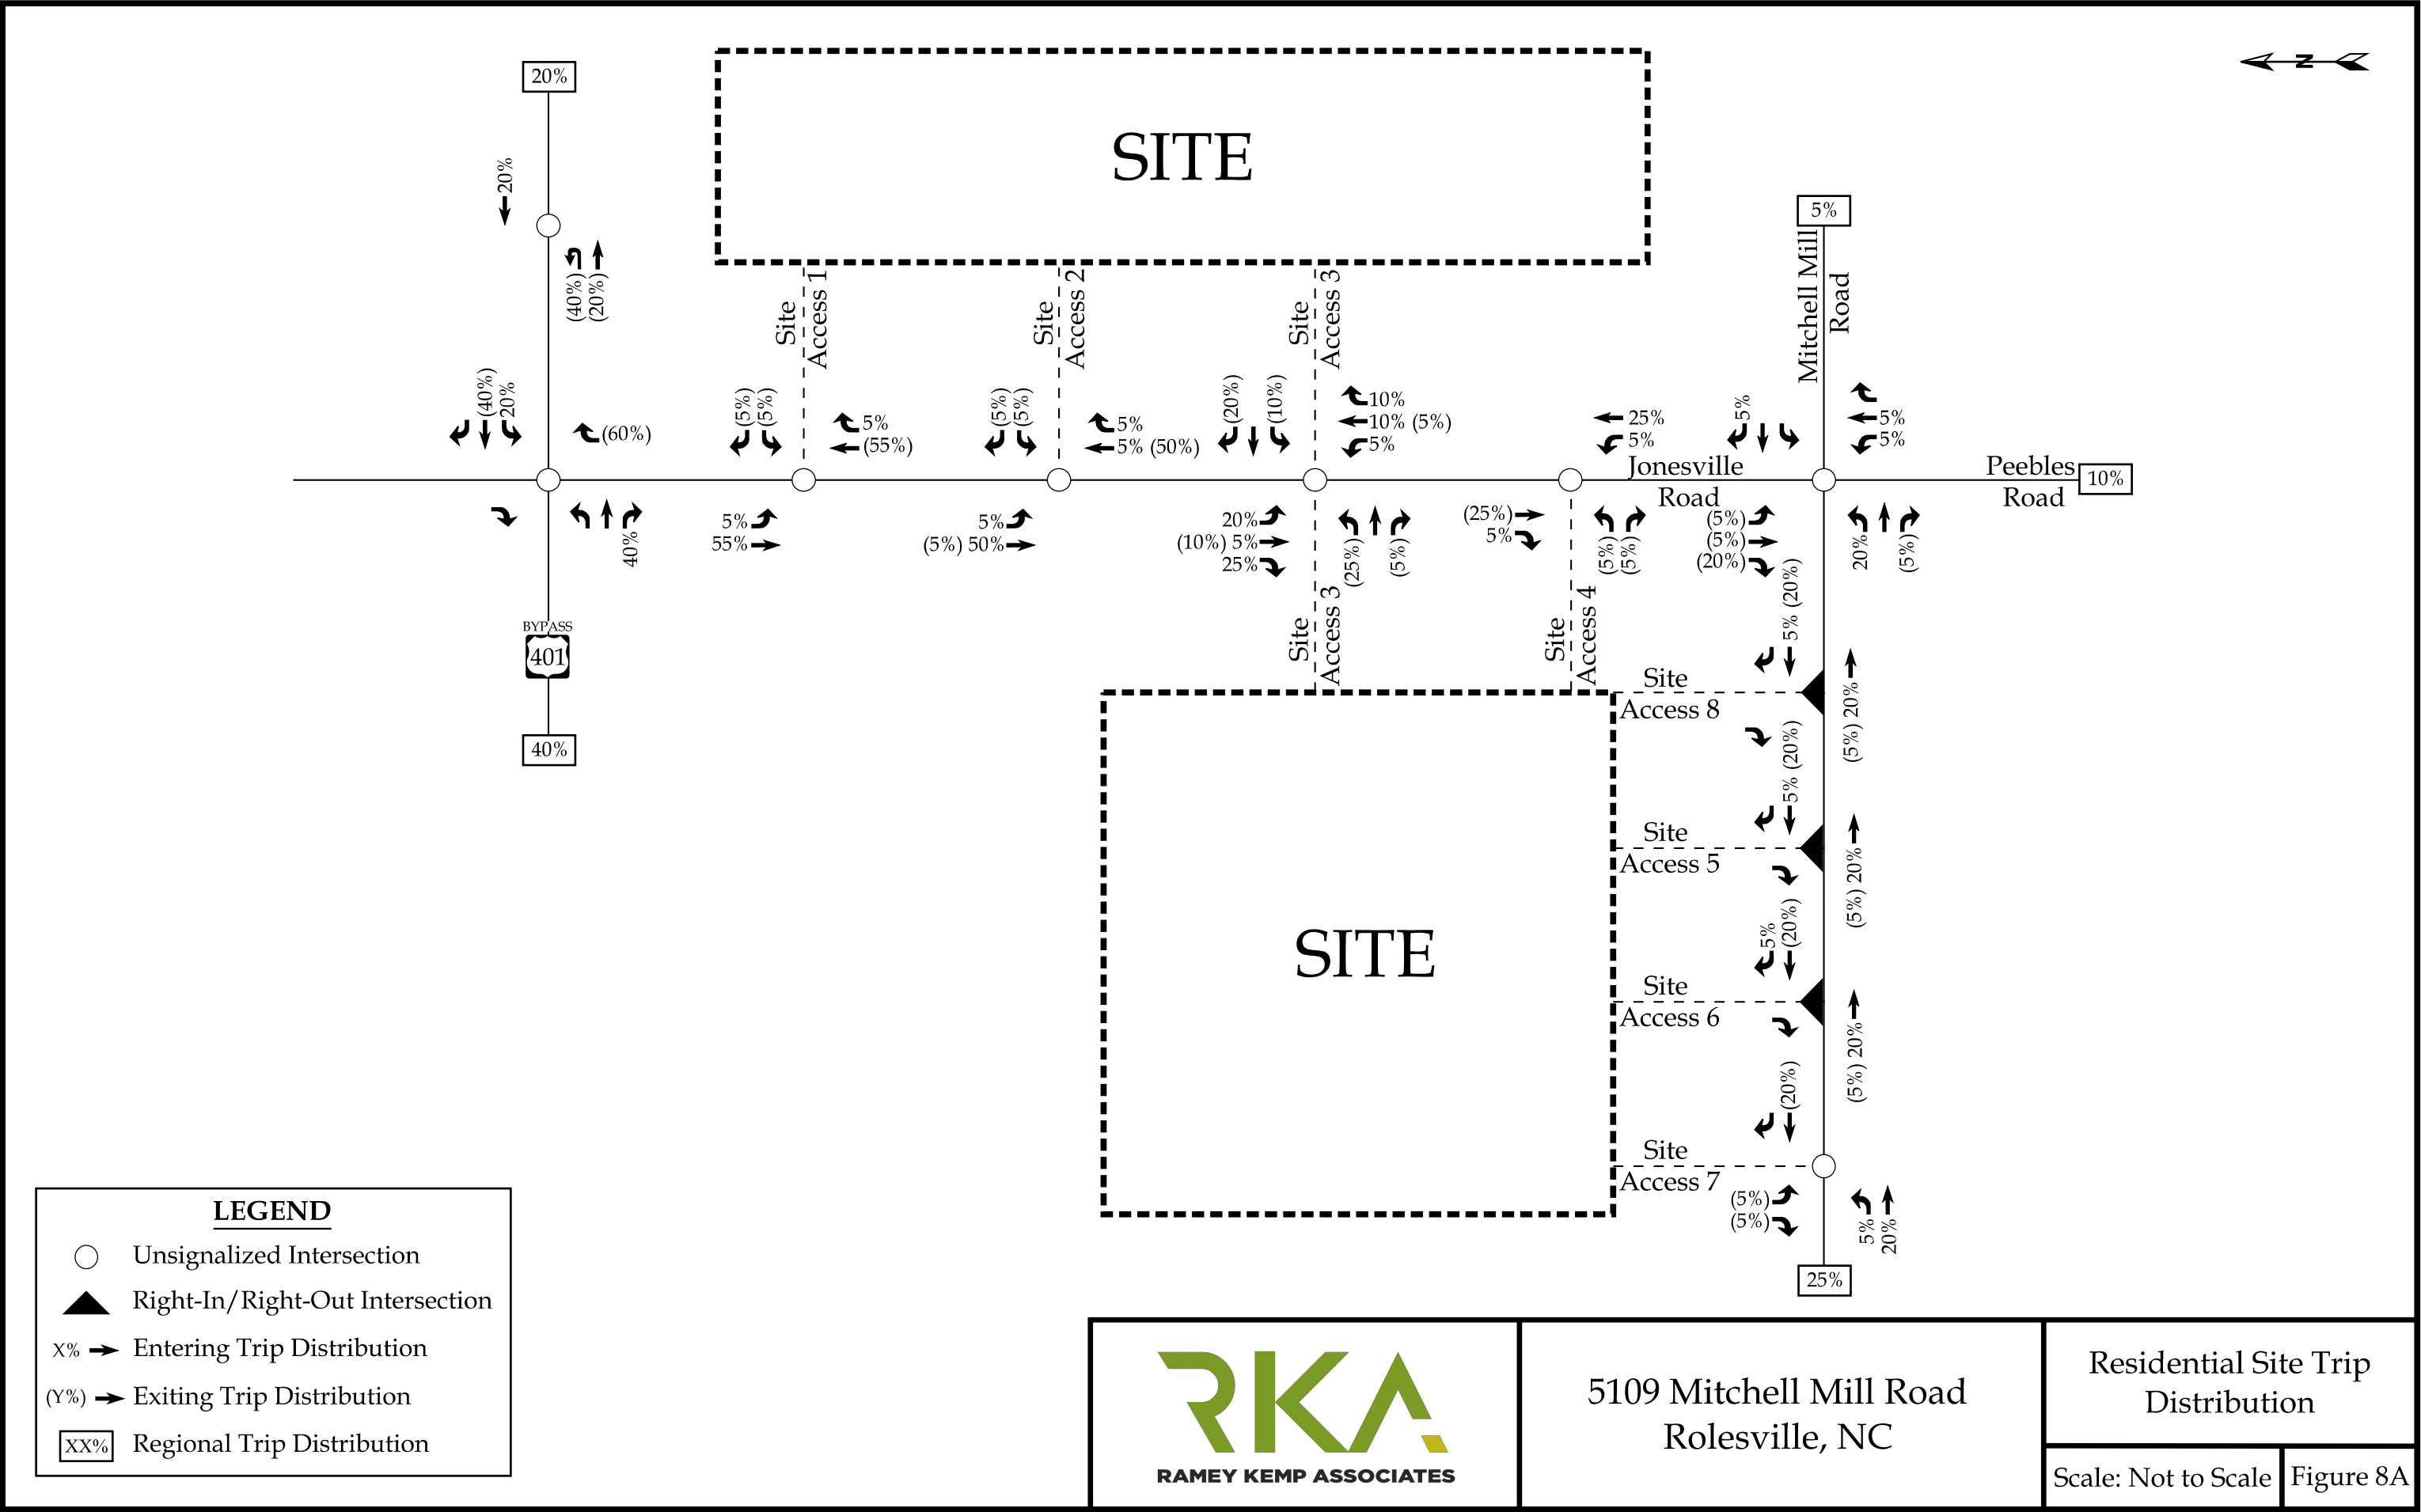 20%
N
SITE
20%
5%
(40%)
(20%)
Site
Access 1
Site
Access 2
Site
Access 3
Mitchell Mill
Road
(40%)
20%
(60%)
(5%)
(5%)
5%
(55%)
(5%)
(5%)
5%
5% (50%)
(20%)
(10%)
10%
10% (5%)
5%
25%
5%
5%
5%
5%
Jonesville
Road
Peebles
Road
10%
40%
5%
55%
5%
(5%) 50%
20%
(10%) 5%
25%
(25%)
(5%)
(25%)
5%
(5%)
(5%)
(5%)
(5%)
(20%)
20%
(5%)
BYPASS
401
40%
Site
Access 3
Site
Access 4
5% (20%)
Site
Access 8
(5%) 20%
5% (20%)
Site
Access 5
(5%) 20%
SITE
5%
(20%)
Site
Access 6
(5%) 20%
(20%)
Site
Access 7
(5%)
(5%)
5%
20%
25%
LEGEND
Unsignalized Intersection
Right-In/Right-Out Intersection
X% Entering Trip Distribution
(Y%) Exiting Trip Distribution
XX% Regional Trip Distribution
RKA
RAMEY KEMP ASSOCIATES
5109 Mitchell Mill Road
Rolesville, NC
Residential Site Trip
Distribution
Scale: Not to Scale
Figure 8A